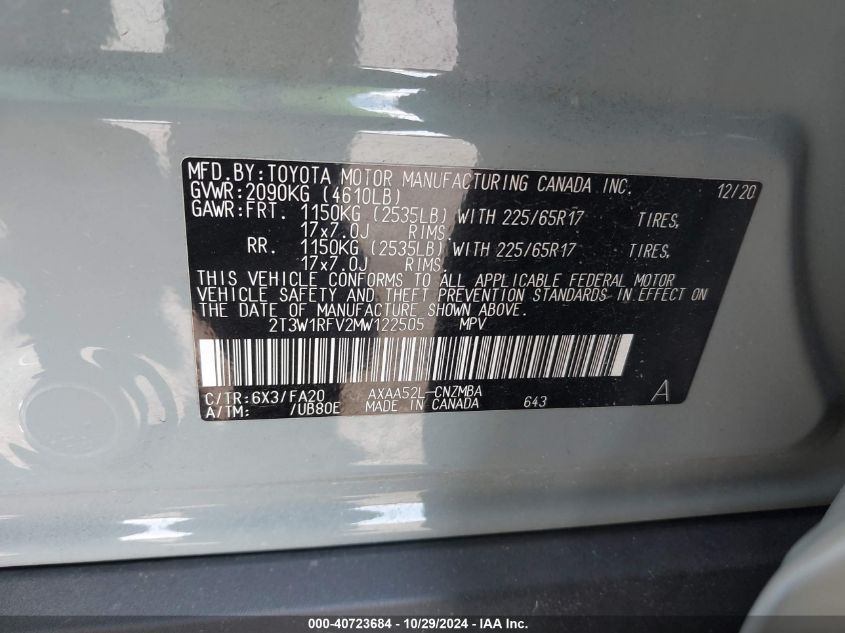 MFD.BY:TOYOTA MOTOR MANUFACTURING CANADA INC. 12/20
GVWR:2090KG (4610LB)
GAWR:FRT. 1150KG (2535LB) WITH 225/65R17 TIRES,
17x7.0J RIMS.
RR. 1150KG (2535LB) WITH 225/65R17 TIRES,
17x7.0J RIMS
THIS VEHICLE CONFORMS TO ALL APPLICABLE FEDERAL MOTOR
VEHICLE SAFETY AND THEFT PREVENTION STANDARDS IN EFFECT ON
THE DATE OF MANUFACTURE SHOWN ABOVE.
2T3W1RFV2MW122505 MPV
C/TR:6X3/FA20 AXAA52L-CNZMBA
A/TM: /UB80E MADE IN CANADA 643 A
000-40723684 - 10/29/2024 - IAA Inc.